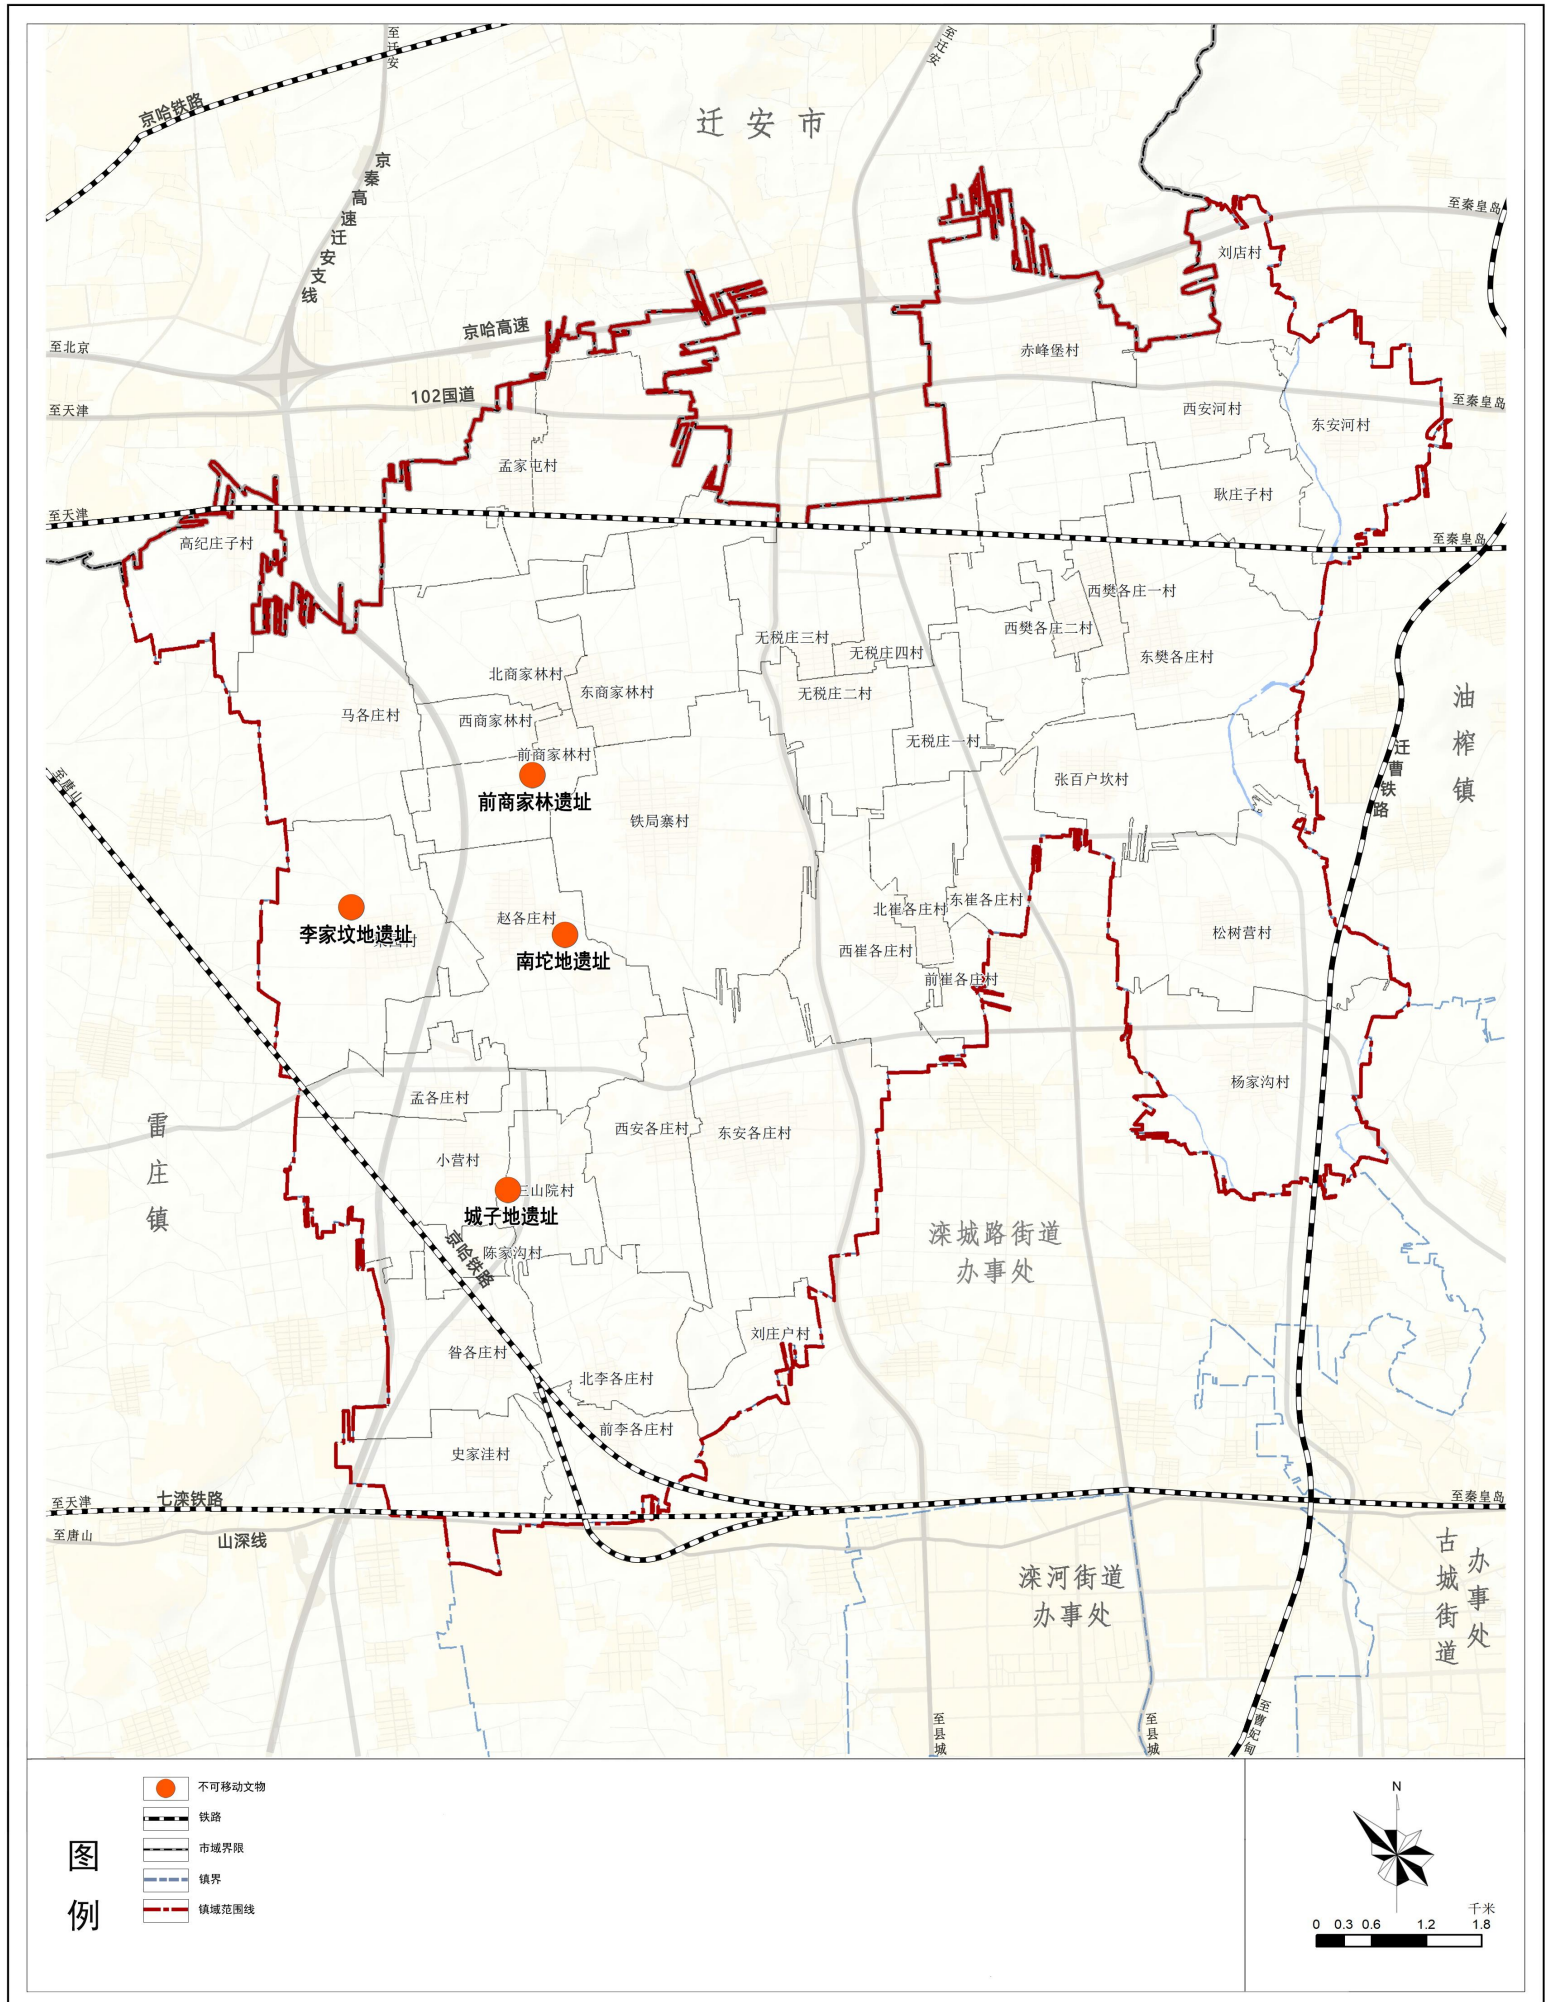 至迁安
至迁安
京哈铁路
迁安市
京秦高速迁安支线
至秦皇岛
刘店村
京哈高速
至北京
赤峰堡村
102国道
至天津
至秦皇岛
西安河村
东安河村
孟家屯村
耿庄子村
至天津
高纪庄子村
至秦皇岛
西樊各庄一村
西樊各庄二村
无税庄三村
无税庄四村
东樊各庄村
北商家林村
东商家林村
无税庄二村
油榨镇
马各庄村
西商家林村
无税庄一村
前商家林村
迁曹铁路
至唐山
张百户坎村
前商家林遗址
铁局寨村
东崔各庄村
北崔各庄村
赵各庄村
李家坟地遗址
松树营村
南坨地遗址
西崔各庄村
前崔各庄村
杨家沟村
孟各庄村
雷庄镇
西安各庄村
东安各庄村
小营村
三山院村
城子地遗址
滦城路街道
办事处
陈家沟村
京哈铁路
刘庄户村
昝各庄村
北李各庄村
前李各庄村
史家洼村
至天津
七滦铁路
至秦皇岛
至唐山
山深线
滦河街道
办事处
古城街道
办事处
至县城
至县城
至曹妃甸
图例
不可移动文物
铁路
市域界限
镇界
镇域范围线
N
千米
0 0.3 0.6 1.2 1.8